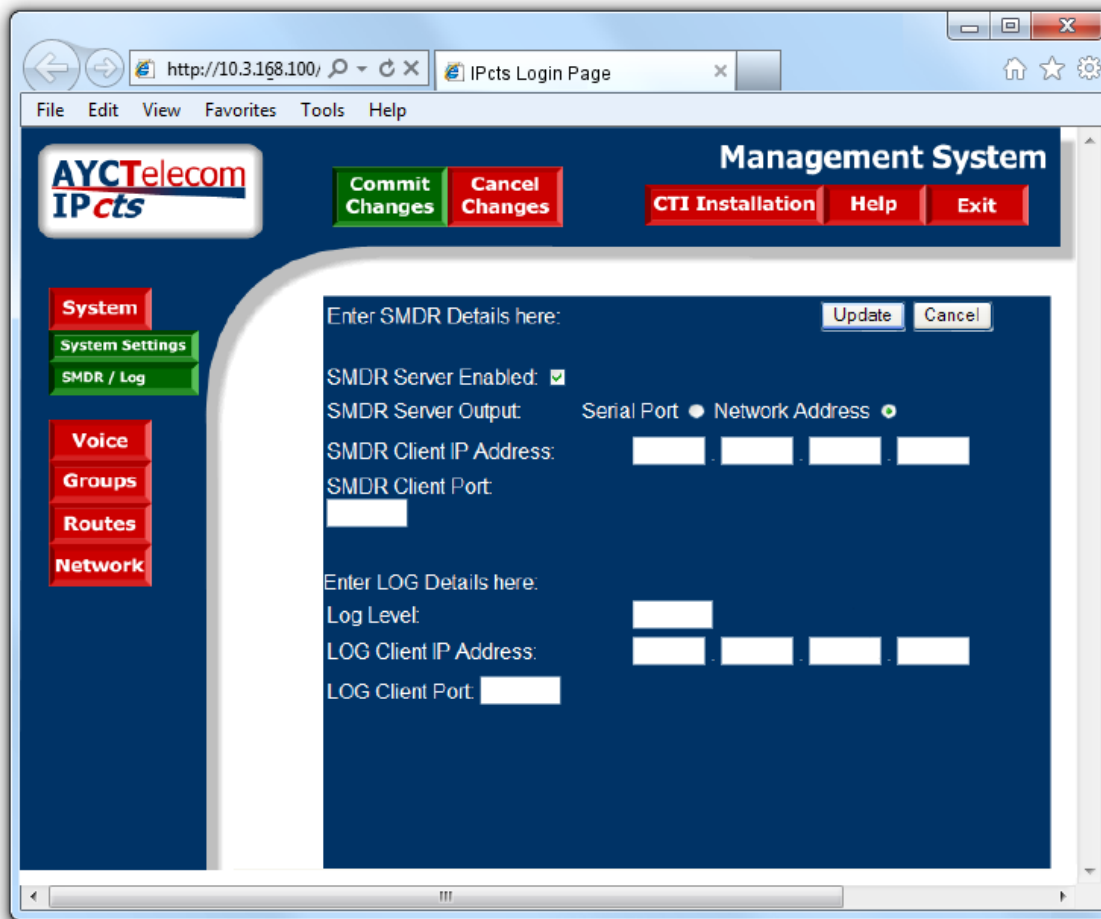 http://10.3.168.100/
IPcts Login Page
File Edit View Favorites Tools Help
AYCTelecom
IPcts
Commit Changes
Cancel Changes
Management System
CTI Installation Help Exit
System
System Settings
SMDR / Log
Voice
Groups
Routes
Network
Enter SMDR Details here: Update Cancel
SMDR Server Enabled:
SMDR Server Output: Serial Port Network Address
SMDR Client IP Address: . . .
SMDR Client Port:
Enter LOG Details here:
Log Level:
LOG Client IP Address: . . .
LOG Client Port: